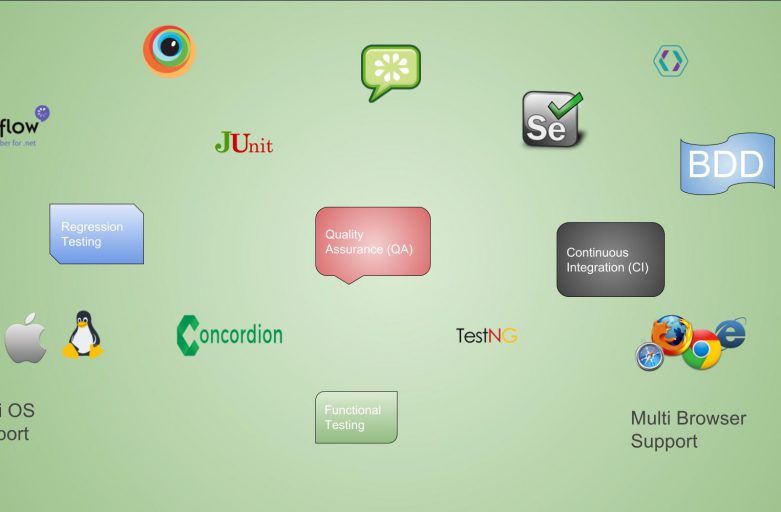 flow
ber for .net
JUnit
Se
BDD
Regression
Testing
Quality
Assurance (QA)
Continuous
Integration (CI)
Concordion
TestNG
i OS
port
Functional
Testing
Multi Browser
Support